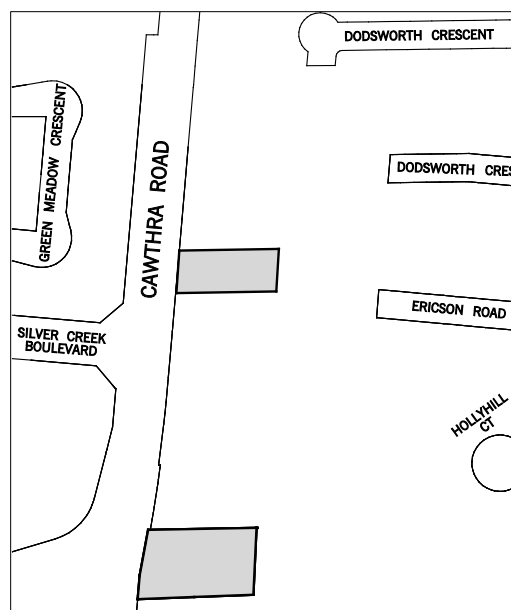 DODSWORTH CRESCENT
GREEN MEADOW CRESCENT
DODSWORTH CRES
CAWTHRA ROAD
ERICSON ROAD
SILVER CREEK
BOULEVARD
HOLLYHILL
CT